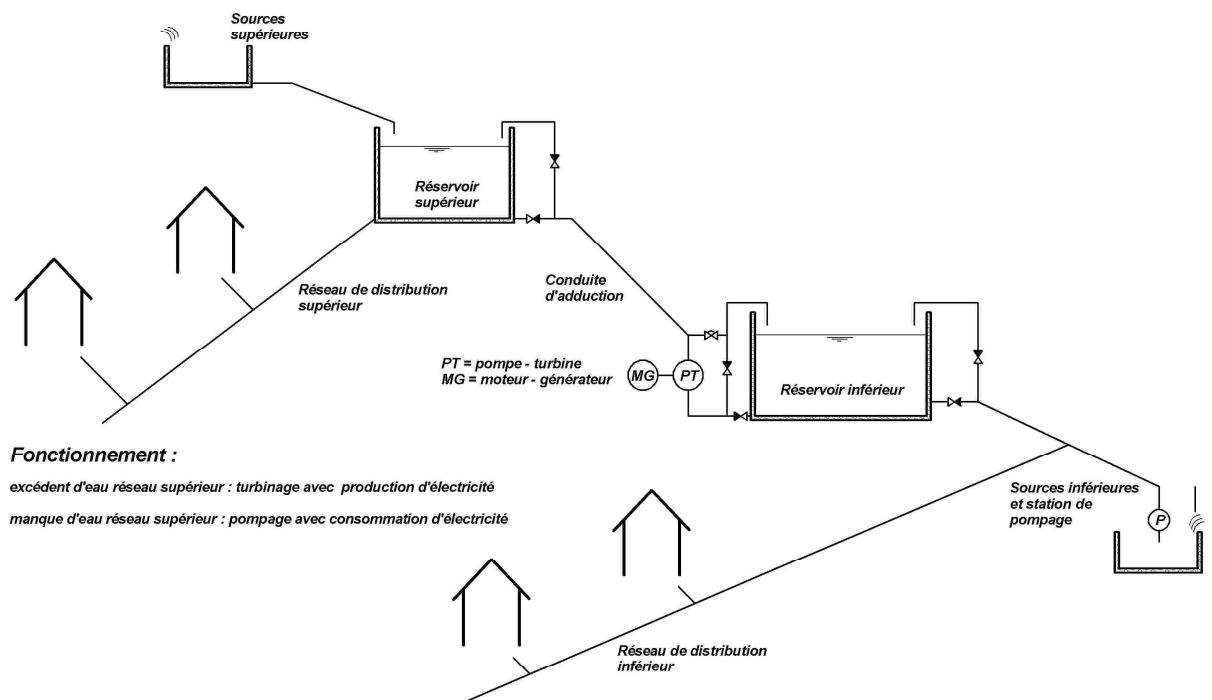 Sources
supérieures
Réservoir
supérieur
Réseau de distribution
supérieur
Conduite
d'adduction
PT = pompe - turbine
MG = moteur - générateur
MG
PT
Réservoir inférieur
Fonctionnement :
excédent d'eau réseau supérieur : turbinage avec production d'électricité
manque d'eau réseau supérieur : pompage avec consommation d'électricité
Sources inférieures
et station de
pompage
P
Réseau de distribution
inférieur